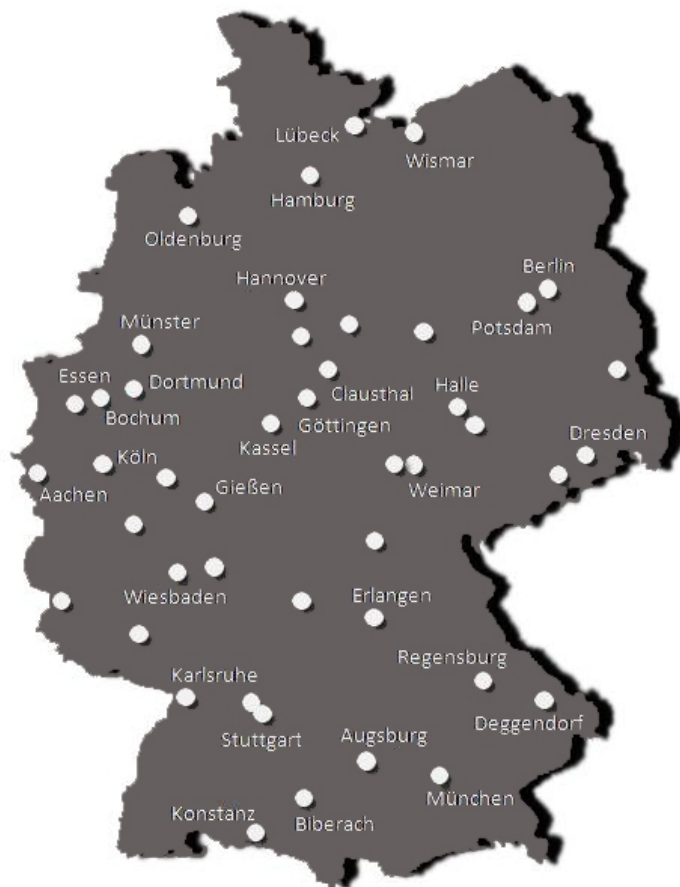 Lübeck
Wismar
Hamburg
Oldenburg
Berlin
Hannover
Potsdam
Münster
Essen
Dortmund
Clausthal
Halle
Bochum
Göttingen
Dresden
Kassel
Köln
Weimar
Gießen
Aachen
Wiesbaden
Erlangen
Regensburg
Karlsruhe
Deggendorf
Stuttgart
Augsburg
München
Konstanz
Biberach